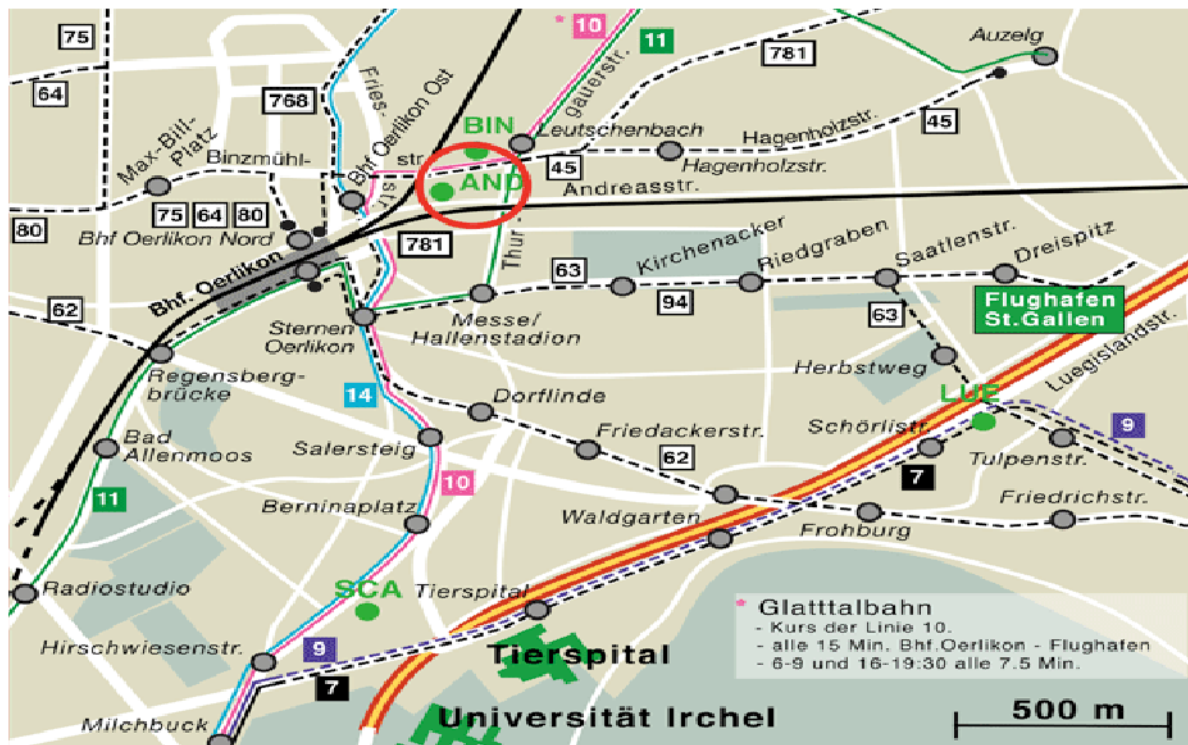 75
64
768
* 10
11
781
Auzelg
Fries-
Bhf Oerlikon Ost
gauerstr.
BIN
Leutschenbach
Max-Bill-
Platz
Binzmühl-
str.
str.
45
Hagenholzstr.
45
Hagenholzstr.
AND
Andreasstr.
75 64 80
80
Bhf Oerlikon Nord
781
Thur-
Bhf. Oerlikon
63
Kirchenacker
94
Riedgraben
Saatlenstr.
Dreispitz
62
Sternen
Oerlikon
Messe/
Hallenstadion
63
Flughafen
St.Gallen
Luegislandstr.
Regensberg-
brücke
Herbstweg
14
Dorflinde
LUE
Schörlistr.
9
Bad
Allenmoos
Salersteig
Friedackerstr.
62
7
Tulpenstr.
11
10
Berninaplatz
Waldgarten
Frohburg
Friedrichstr.
Radiostudio
SCA
Tierspital
Hirschwiesenstr.
9
7
Tierspital
* Glatttalbahn
- Kurs der Linie 10.
- alle 15 Min. Bhf.Oerlikon - Flughafen
- 6-9 und 16-19:30 alle 7.5 Min.
Milchbuck
Universität Irchel
500 m